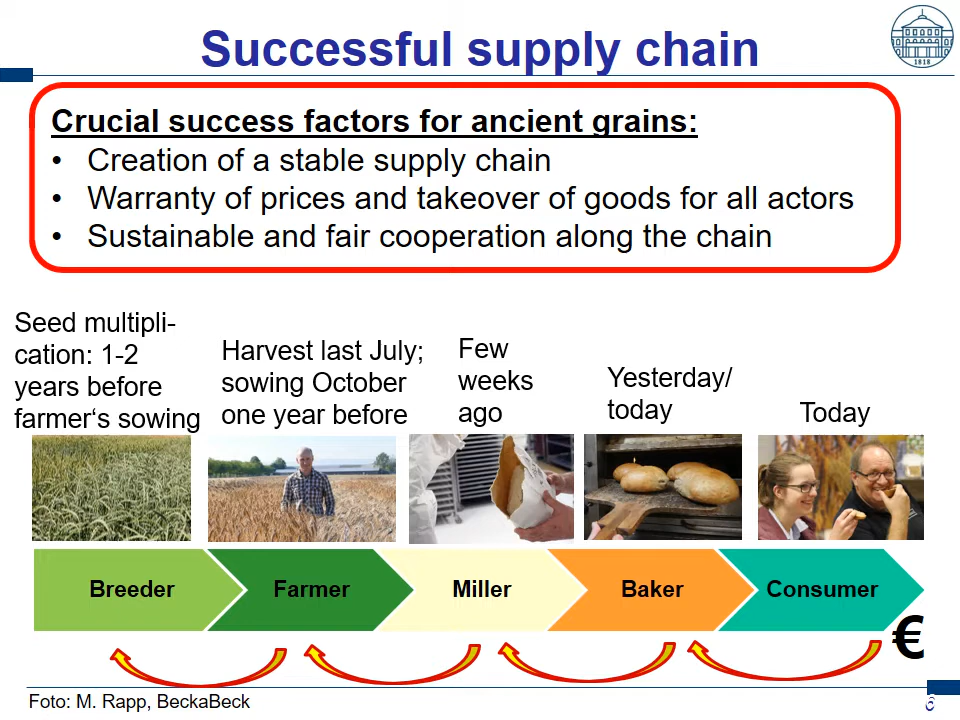 Successful supply chain
1818
Crucial success factors for ancient grains:
• Creation of a stable supply chain
• Warranty of prices and takeover of goods for all actors
• Sustainable and fair cooperation along the chain
Seed multipli-
cation: 1-2
years before
farmer‘s sowing
Harvest last July;
sowing October
one year before
Few
weeks
ago
Yesterday/
today
Today
Breeder
Farmer
Miller
Baker
Consumer
€
Foto: M. Rapp, BeckaBeck
6